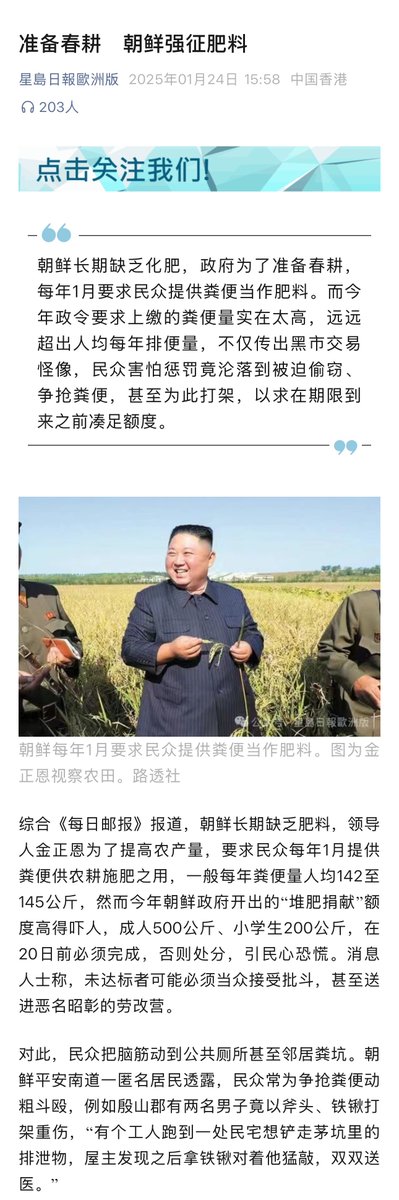 准备春耕　朝鲜强征肥料
星島日報歐洲版 2025年01月24日 15:58 中国香港
203人
点击关注我们!
朝鲜长期缺乏化肥，政府为了准备春耕，
每年1月要求民众提供粪便当作肥料。而今
年政令要求上缴的粪便量实在太高，远远
超出人均每年排便量，不仅传出黑市交易
怪像，民众害怕惩罚竟沦落到被迫偷窃、
争抢粪便，甚至为此打架，以求在期限到
来之前凑足额度。
公众号 · 星島日報歐洲版
朝鲜每年1月要求民众提供粪便当作肥料。图为金
正恩视察农田。路透社
综合《每日邮报》报道，朝鲜长期缺乏肥料，领导
人金正恩为了提高农产量，要求民众每年1月提供
粪便供农耕施肥之用，一般每年粪便量人均142至
145公斤，然而今年朝鲜政府开出的“堆肥捐献”额
度高得吓人，成人500公斤、小学生200公斤，在
20日前必须完成，否则处分，引民心恐慌。消息
人士称，未达标者可能必须当众接受批斗，甚至送
进恶名昭彰的劳改营。
对此，民众把脑筋动到公共厕所甚至邻居粪坑。朝
鲜平安南道一匿名居民透露，民众常为争抢粪便动
粗斗殴，例如殷山郡有两名男子竟以斧头、铁锹打
架重伤，“有个工人跑到一处民宅想铲走茅坑里的
排泄物，屋主发现之后拿铁锹对着他猛敲，双双送
医。”